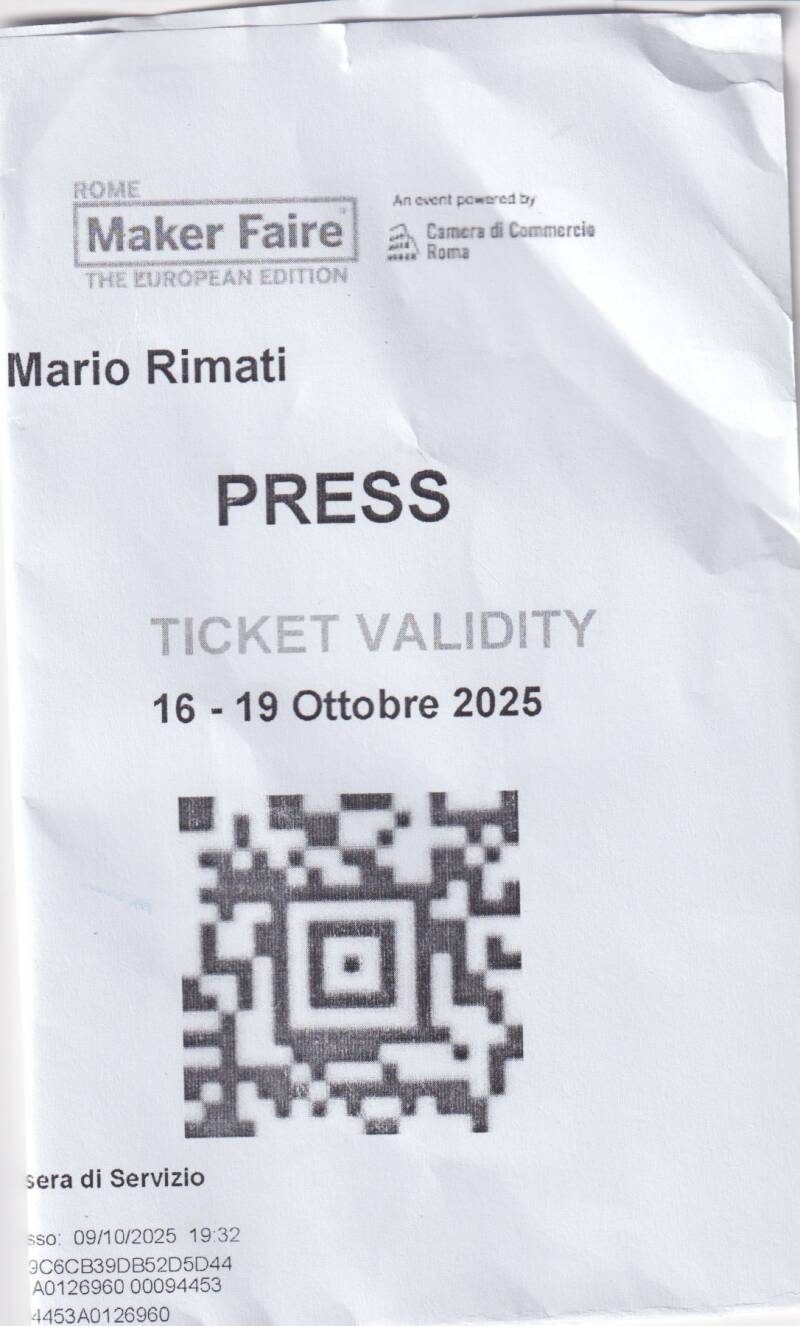 ROME
Maker Faire
THE EUROPEAN EDITION
An event powered by
Camera di Commercio
Roma
Mario Rimati
PRESS
TICKET VALIDITY
16 - 19 Ottobre 2025
sera di Servizio
sso: 09/10/2025 19:32
9C6CB39DB52D5D44
A0126960 00094453
4453A0126960